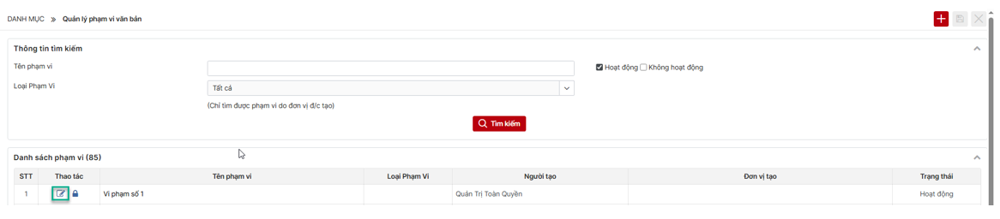 DANH MỤC » Quản lý phạm vi văn bản
Thông tin tìm kiếm
Tên phạm vi
Hoạt động Không hoạt động
Loại Phạm Vi Tất cả
(Chỉ tìm được phạm vi do đơn vị đ/c tạo)
Tìm kiếm
Danh sách phạm vi (85)
STT Thao tác Tên phạm vi Loại Phạm Vi Người tạo Đơn vị tạo Trạng thái
1 Vi phạm số 1 Quản Trị Toàn Quyền Hoạt động